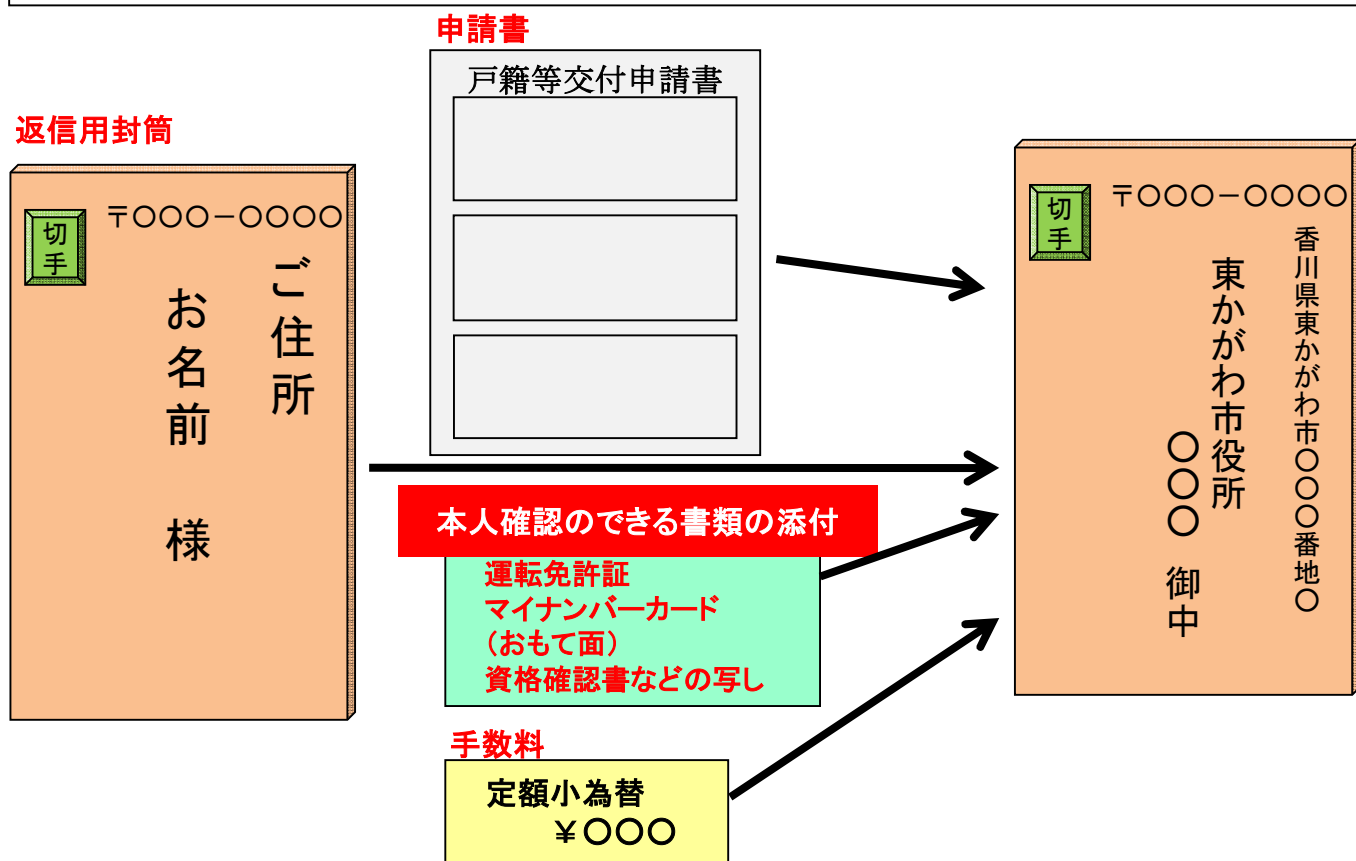 申請書
戸籍等交付申請書
返信用封筒
切手
〒〇〇〇－〇〇〇〇
ご住所
お名前 様
本人確認のできる書類の添付
運転免許証
マイナンバーカード
（おもて面）
資格確認書などの写し
手数料
定額小為替
￥〇〇〇
切手
〒〇〇〇－〇〇〇〇
香川県東かがわ市〇〇〇番地〇
東かがわ市役所
〇〇〇 御中